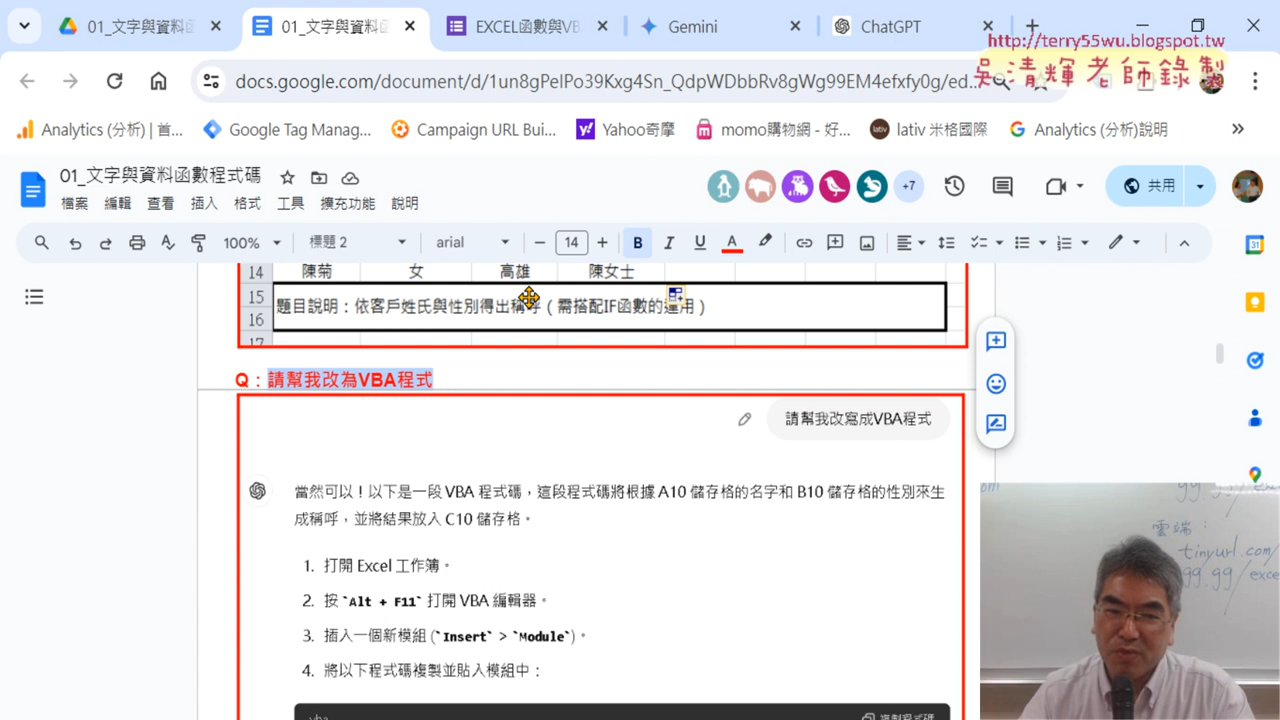 01_文字與資料函
01_文字與資料函
EXCEL函數與VB
Gemini
ChatGPT
http://terry55wu.blogspot.tw
吳清輝老師錄製
docs.google.com/document/d/1un8gPelPo39Kxg4Sn_QdpWDbbRv8gWg99EM4efxfy0g/ed...
Analytics (分析) | 首...
Google Tag Manag...
Campaign URL Bui...
Yahoo奇摩
momo購物網 - 好...
lativ 米格國際
Analytics (分析)說明
01_文字與資料函數程式碼
檔案 編輯 查看 插入 格式 工具 擴充功能 說明
+7
共用
100%
標題 2
arial
14
B I U A
14 陳菊 女 高雄 陳女士
15
題目說明：依客戶姓氏與性別得出稱呼（需搭配IF函數的運用）
16
17
Q：請幫我改為VBA程式
請幫我改寫成VBA程式
當然可以！以下是一段 VBA 程式碼，這段程式碼將根據 A10 儲存格的名字和 B10 儲存格的性別來生
成稱呼，並將結果放入 C10 儲存格。
1. 打開 Excel 工作簿。
2. 按 `Alt + F11` 打開 VBA 編輯器。
3. 插入一個新模組 (`Insert` > `Module`)。
4. 將以下程式碼複製並貼入模組中：
vba
複製程式碼
雲端：
tinyurl.com/
99.99/exce